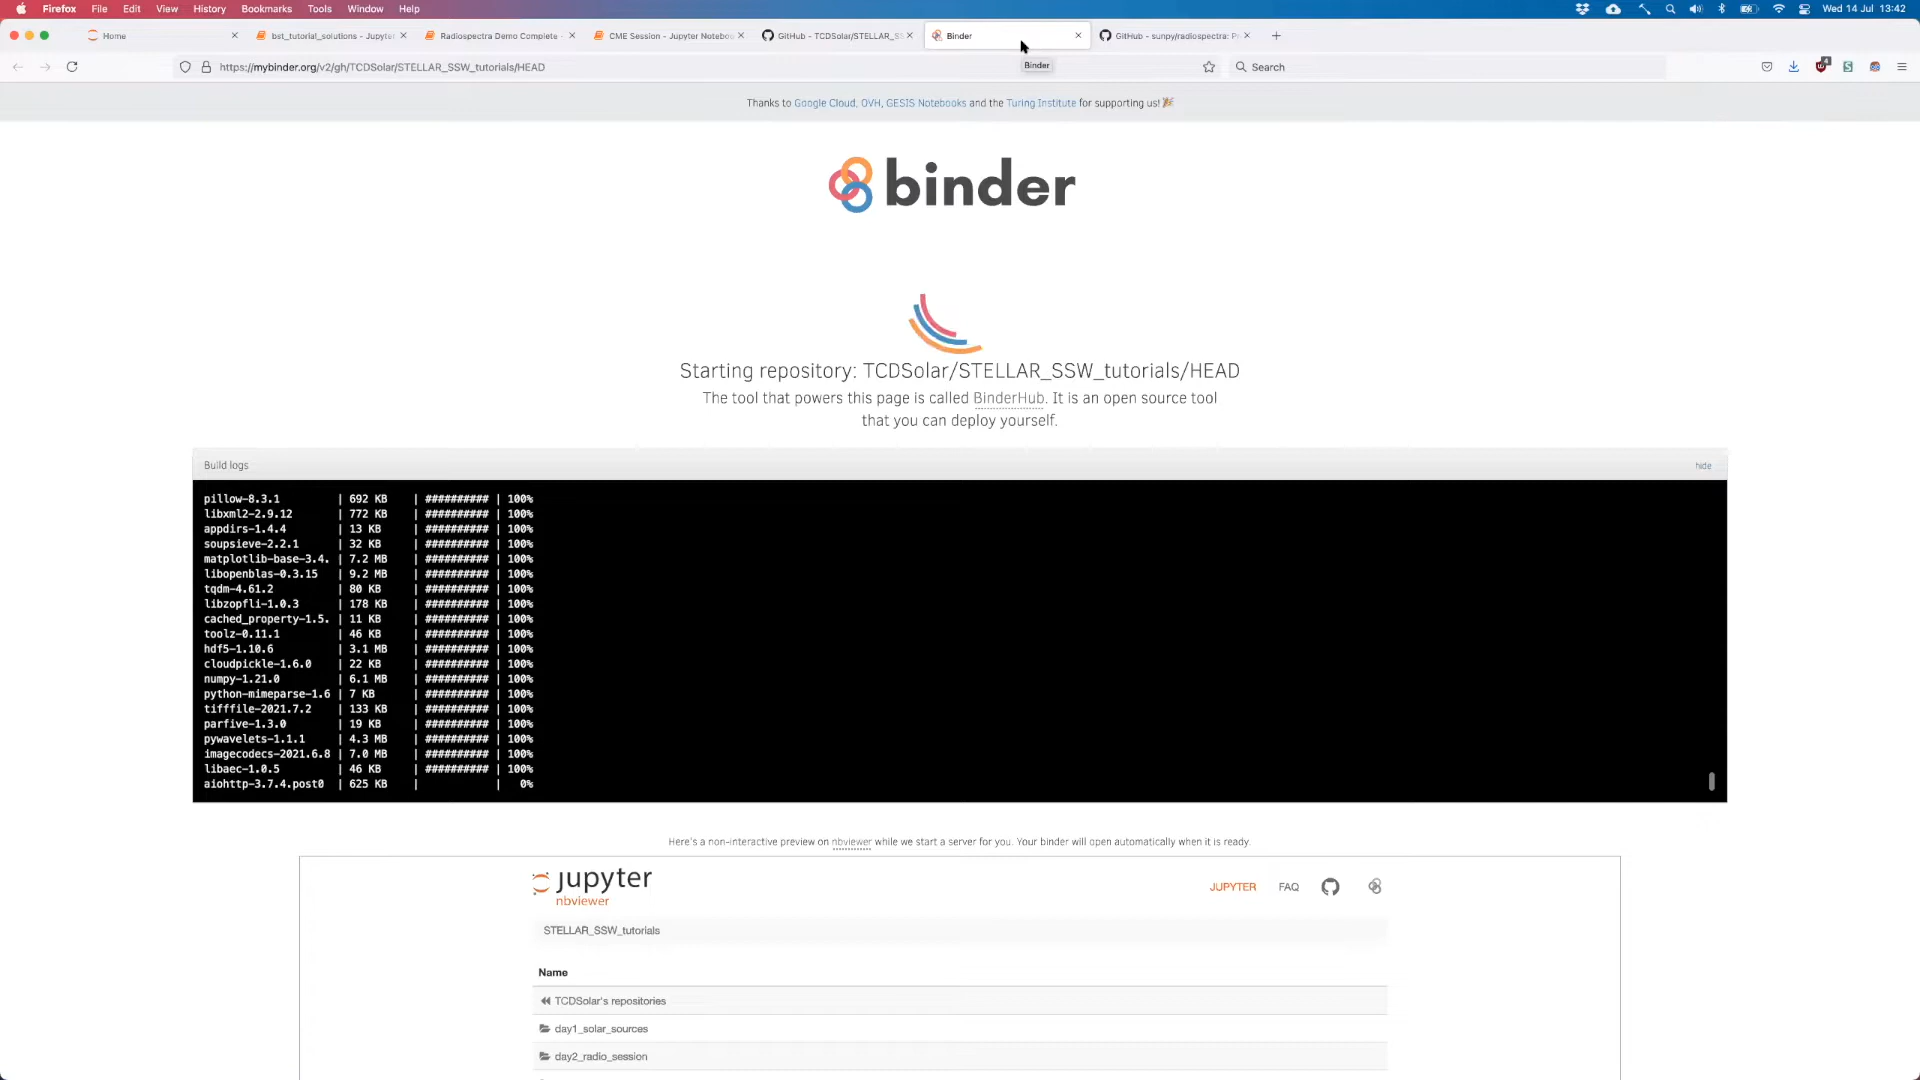 Firefox File Edit View History Bookmarks Tools Window Help Wed 14 Jul 13:42
Home bst_tutorial_solutions - Jupyte Radiospectra Demo Complete - CME Session - Jupyter Notebo GitHub - TCDSolar/STELLAR_SS Binder GitHub - sunpy/radiospectra: P
https://mybinder.org/v2/gh/TCDSolar/STELLAR_SSW_tutorials/HEAD Search 4
Binder
Thanks to Google Cloud, OVH, GESIS Notebooks and the Turing Institute for supporting us! 🎉
binder
Starting repository: TCDSolar/STELLAR_SSW_tutorials/HEAD
The tool that powers this page is called BinderHub. It is an open source tool
that you can deploy yourself.
Build logs hide
pillow-8.3.1 | 692 KB | ########## | 100%
libxml2-2.9.12 | 772 KB | ########## | 100%
appdirs-1.4.4 | 13 KB | ########## | 100%
soupsieve-2.2.1 | 32 KB | ########## | 100%
matplotlib-base-3.4. | 7.2 MB | ########## | 100%
libopenblas-0.3.15 | 9.2 MB | ########## | 100%
tqdm-4.61.2 | 80 KB | ########## | 100%
libzopfli-1.0.3 | 178 KB | ########## | 100%
cached_property-1.5. | 11 KB | ########## | 100%
toolz-0.11.1 | 46 KB | ########## | 100%
hdf5-1.10.6 | 3.1 MB | ########## | 100%
cloudpickle-1.6.0 | 22 KB | ########## | 100%
numpy-1.21.0 | 6.1 MB | ########## | 100%
python-mimeparse-1.6 | 7 KB | ########## | 100%
tifffile-2021.7.2 | 133 KB | ########## | 100%
parfive-1.3.0 | 19 KB | ########## | 100%
pywavelets-1.1.1 | 4.3 MB | ########## | 100%
imagecodecs-2021.6.8 | 7.0 MB | ########## | 100%
libaec-1.0.5 | 46 KB | ########## | 100%
aiohttp-3.7.4.post0 | 625 KB | | 0%
Here's a non-interactive preview on nbviewer while we start a server for you. Your binder will open automatically when it is ready.
jupyter
nbviewer
JUPYTER FAQ
STELLAR_SSW_tutorials
Name
TCDSolar's repositories
day1_solar_sources
day2_radio_session